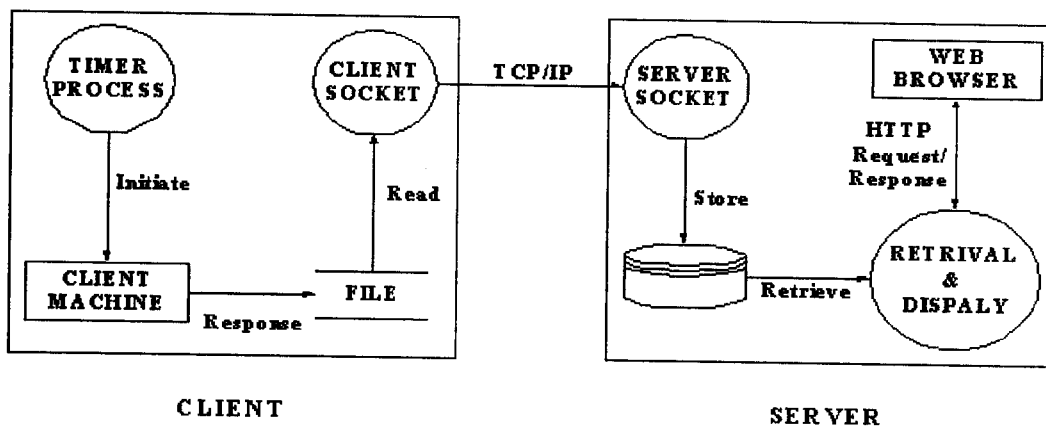 TIMER
PROCESS
Initiate
CLIENT
MACHINE
Response
FILE
Read
CLIENT
SOCKET
TCP/IP
SERVER
SOCKET
Store
Retrieve
WEB
BROWSER
HTTP
Request/
Response
RETRIVAL
&
DISPALY
CLIENT
SERVER